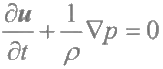 ∂𝒖/∂t + 1/ρ ∇p = 0